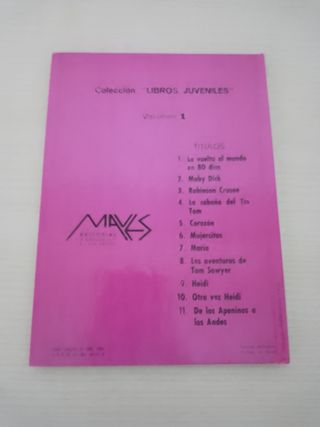 Colección "LIBROS JUVENILES"
Volumen 1
TITULOS
1. La vuelta al mundo
en 80 días
2. Moby Dick
3. Robinson Crusoe
4. La cabaña del Tío
Tom
5. Corazón
6. Mujercitas
7. María
8. Las aventuras de
Tom Sawyer
9. Heidi
10. Otra vez Heidi
11. De los Apeninos a
los Andes
MAVES
EDITORIAL